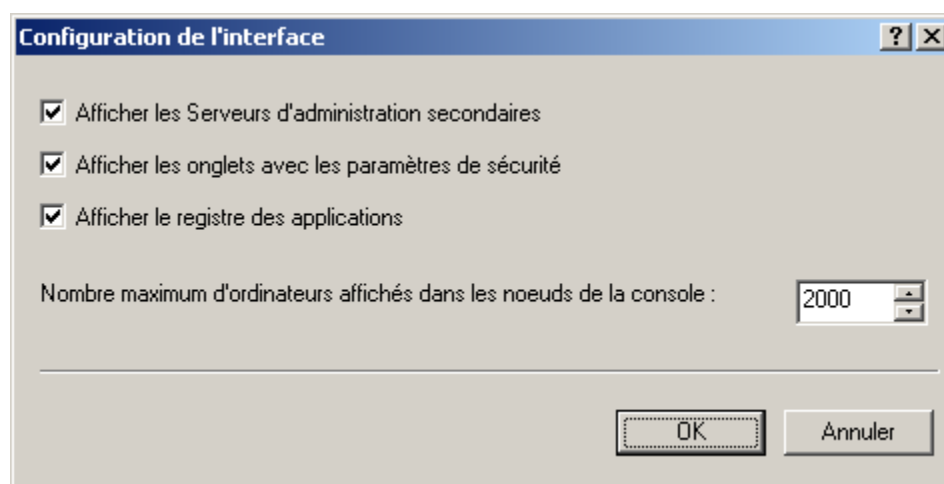 Configuration de l'interface
Afficher les Serveurs d'administration secondaires
Afficher les onglets avec les paramètres de sécurité
Afficher le registre des applications
Nombre maximum d'ordinateurs affichés dans les noeuds de la console : 2000
OK Annuler